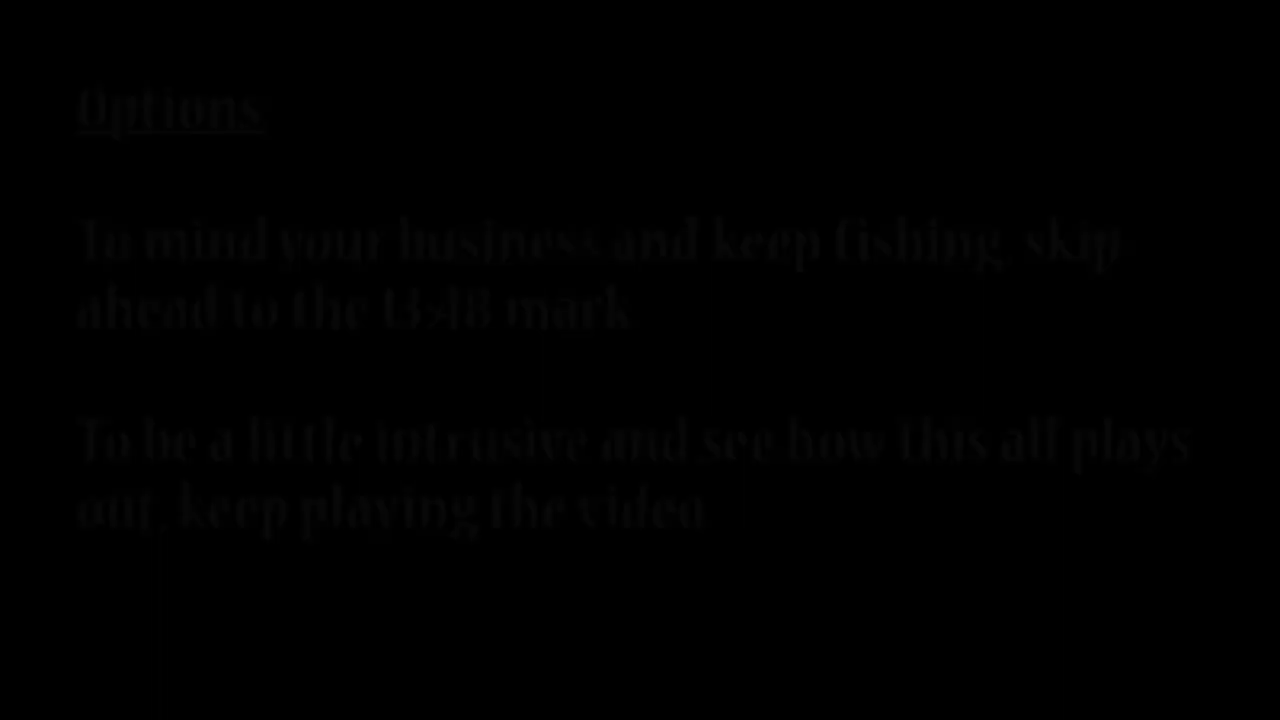 Options:
To mind your business and keep fishing, skip
ahead to the 13:48 mark
To be a little intrusive and see how this all plays
out, keep playing the video